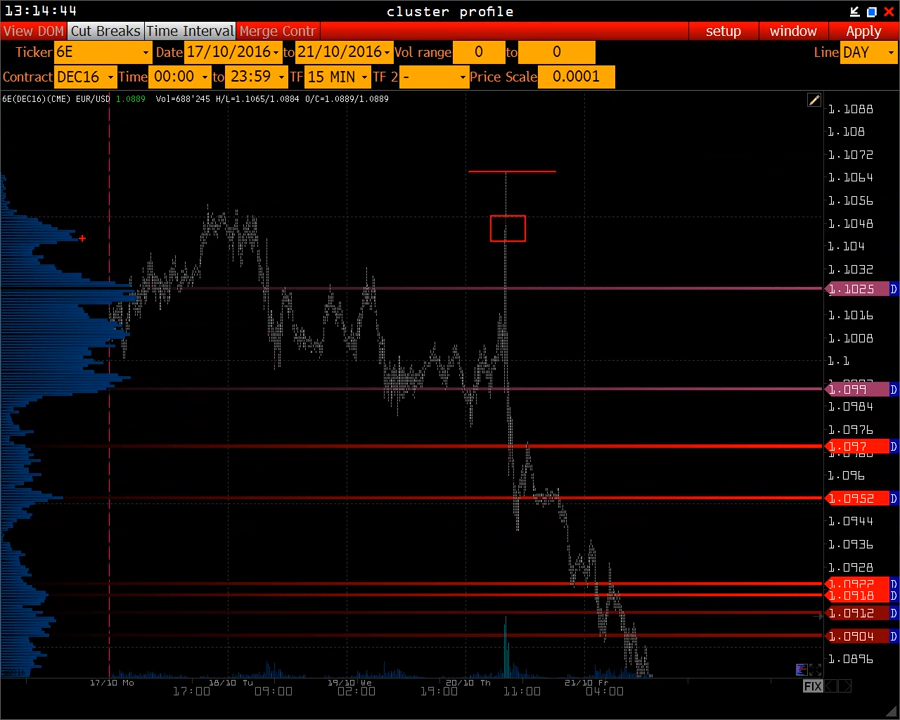 13:14:44 cluster profile
View DOM Cut Breaks Time Interval Merge Contr setup window Apply
Ticker 6E Date 17/10/2016 to 21/10/2016 Vol range 0 to 0 Line DAY
Contract DEC16 Time 00:00 to 23:59 TF 15 MIN TF 2 - Price Scale 0.0001
6E(DEC16)(CME) EUR/USD 1.0889 Vol=688'245 H/L=1.1065/1.0884 O/C=1.0889/1.0889
1.1088
1.108
1.1072
1.1064
1.1056
1.1048
1.104
1.1032
1.1025 D
1.1016
1.1008
1.1
1.099 D
1.0984
1.0976
1.097 D
1.096
1.0952 D
1.0944
1.0936
1.0928
1.0922 D
1.0918 D
1.0912 D
1.0904 D
1.0896
17/10 Mo 18/10 Tu 19/10 We 20/10 Th 21/10 Fr
17:00 09:00 02:00 19:00 11:00 04:00 FIX